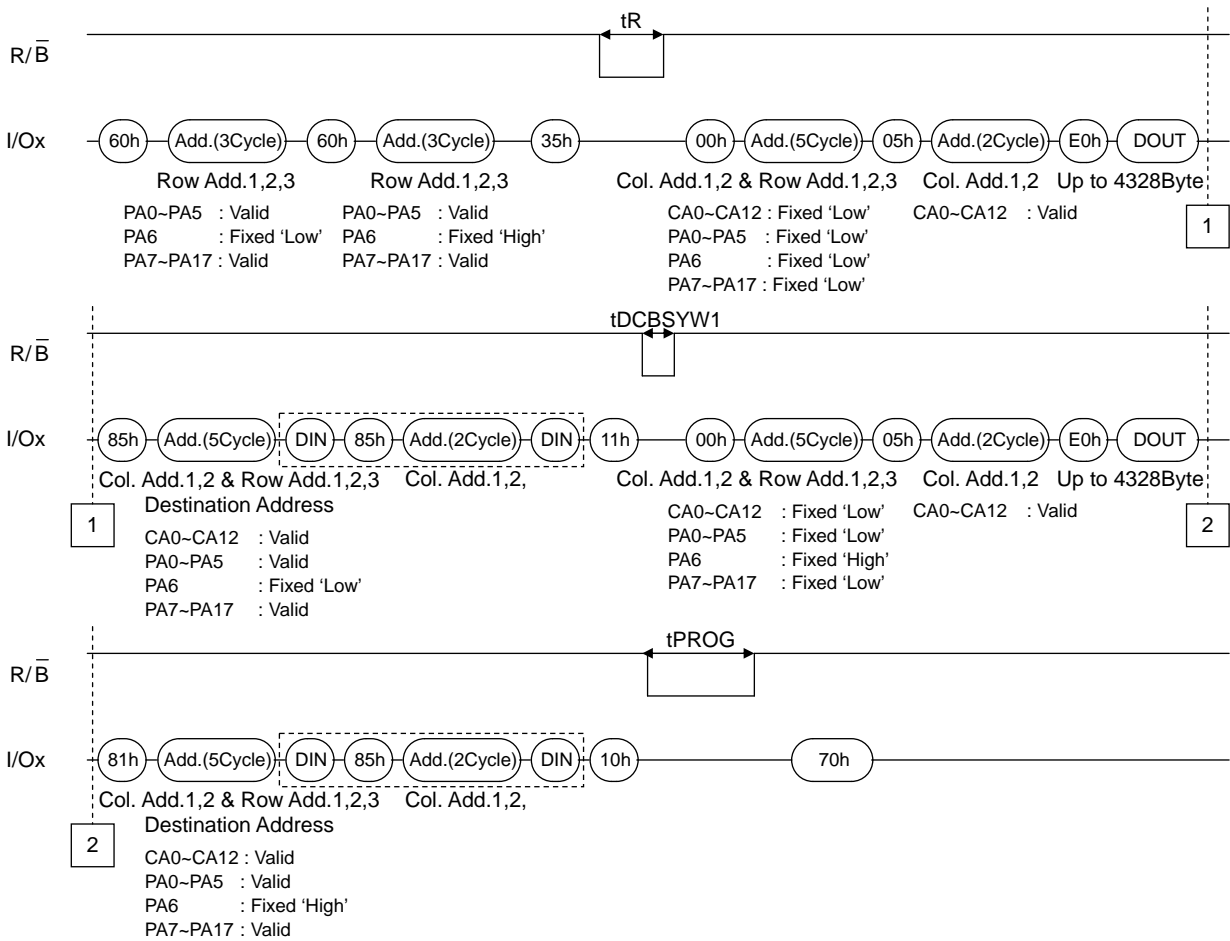 tR
R/B̅
1
I/Ox 60h Add.(3Cycle) 60h Add.(3Cycle) 35h 00h Add.(5Cycle) 05h Add.(2Cycle) E0h DOUT
Row Add.1,2,3 Row Add.1,2,3 Col. Add.1,2 & Row Add.1,2,3 Col. Add.1,2 Up to 4328Byte
PA0~PA5 : Valid PA0~PA5 : Valid CA0~CA12 : Fixed ‘Low’ CA0~CA12 : Valid
PA6 : Fixed ‘Low’ PA6 : Fixed ‘High’ PA0~PA5 : Fixed ‘Low’
PA7~PA17 : Valid PA7~PA17 : Valid PA6 : Fixed ‘Low’
PA7~PA17 : Fixed ‘Low’
1
tDCBSYW1
R/B̅
2
I/Ox 85h Add.(5Cycle) DIN 85h Add.(2Cycle) DIN 11h 00h Add.(5Cycle) 05h Add.(2Cycle) E0h DOUT
Col. Add.1,2 & Row Add.1,2,3 Col. Add.1,2, Col. Add.1,2 & Row Add.1,2,3 Col. Add.1,2 Up to 4328Byte
Destination Address
1
CA0~CA12 : Valid
PA0~PA5 : Valid
PA6 : Fixed ‘Low’
PA7~PA17 : Valid
CA0~CA12 : Fixed ‘Low’ CA0~CA12 : Valid
PA0~PA5 : Fixed ‘Low’
PA6 : Fixed ‘High’
PA7~PA17 : Fixed ‘Low’
2
tPROG
R/B̅
I/Ox 81h Add.(5Cycle) DIN 85h Add.(2Cycle) DIN 10h 70h
Col. Add.1,2 & Row Add.1,2,3 Col. Add.1,2,
Destination Address
2
CA0~CA12 : Valid
PA0~PA5 : Valid
PA6 : Fixed ‘High’
PA7~PA17 : Valid